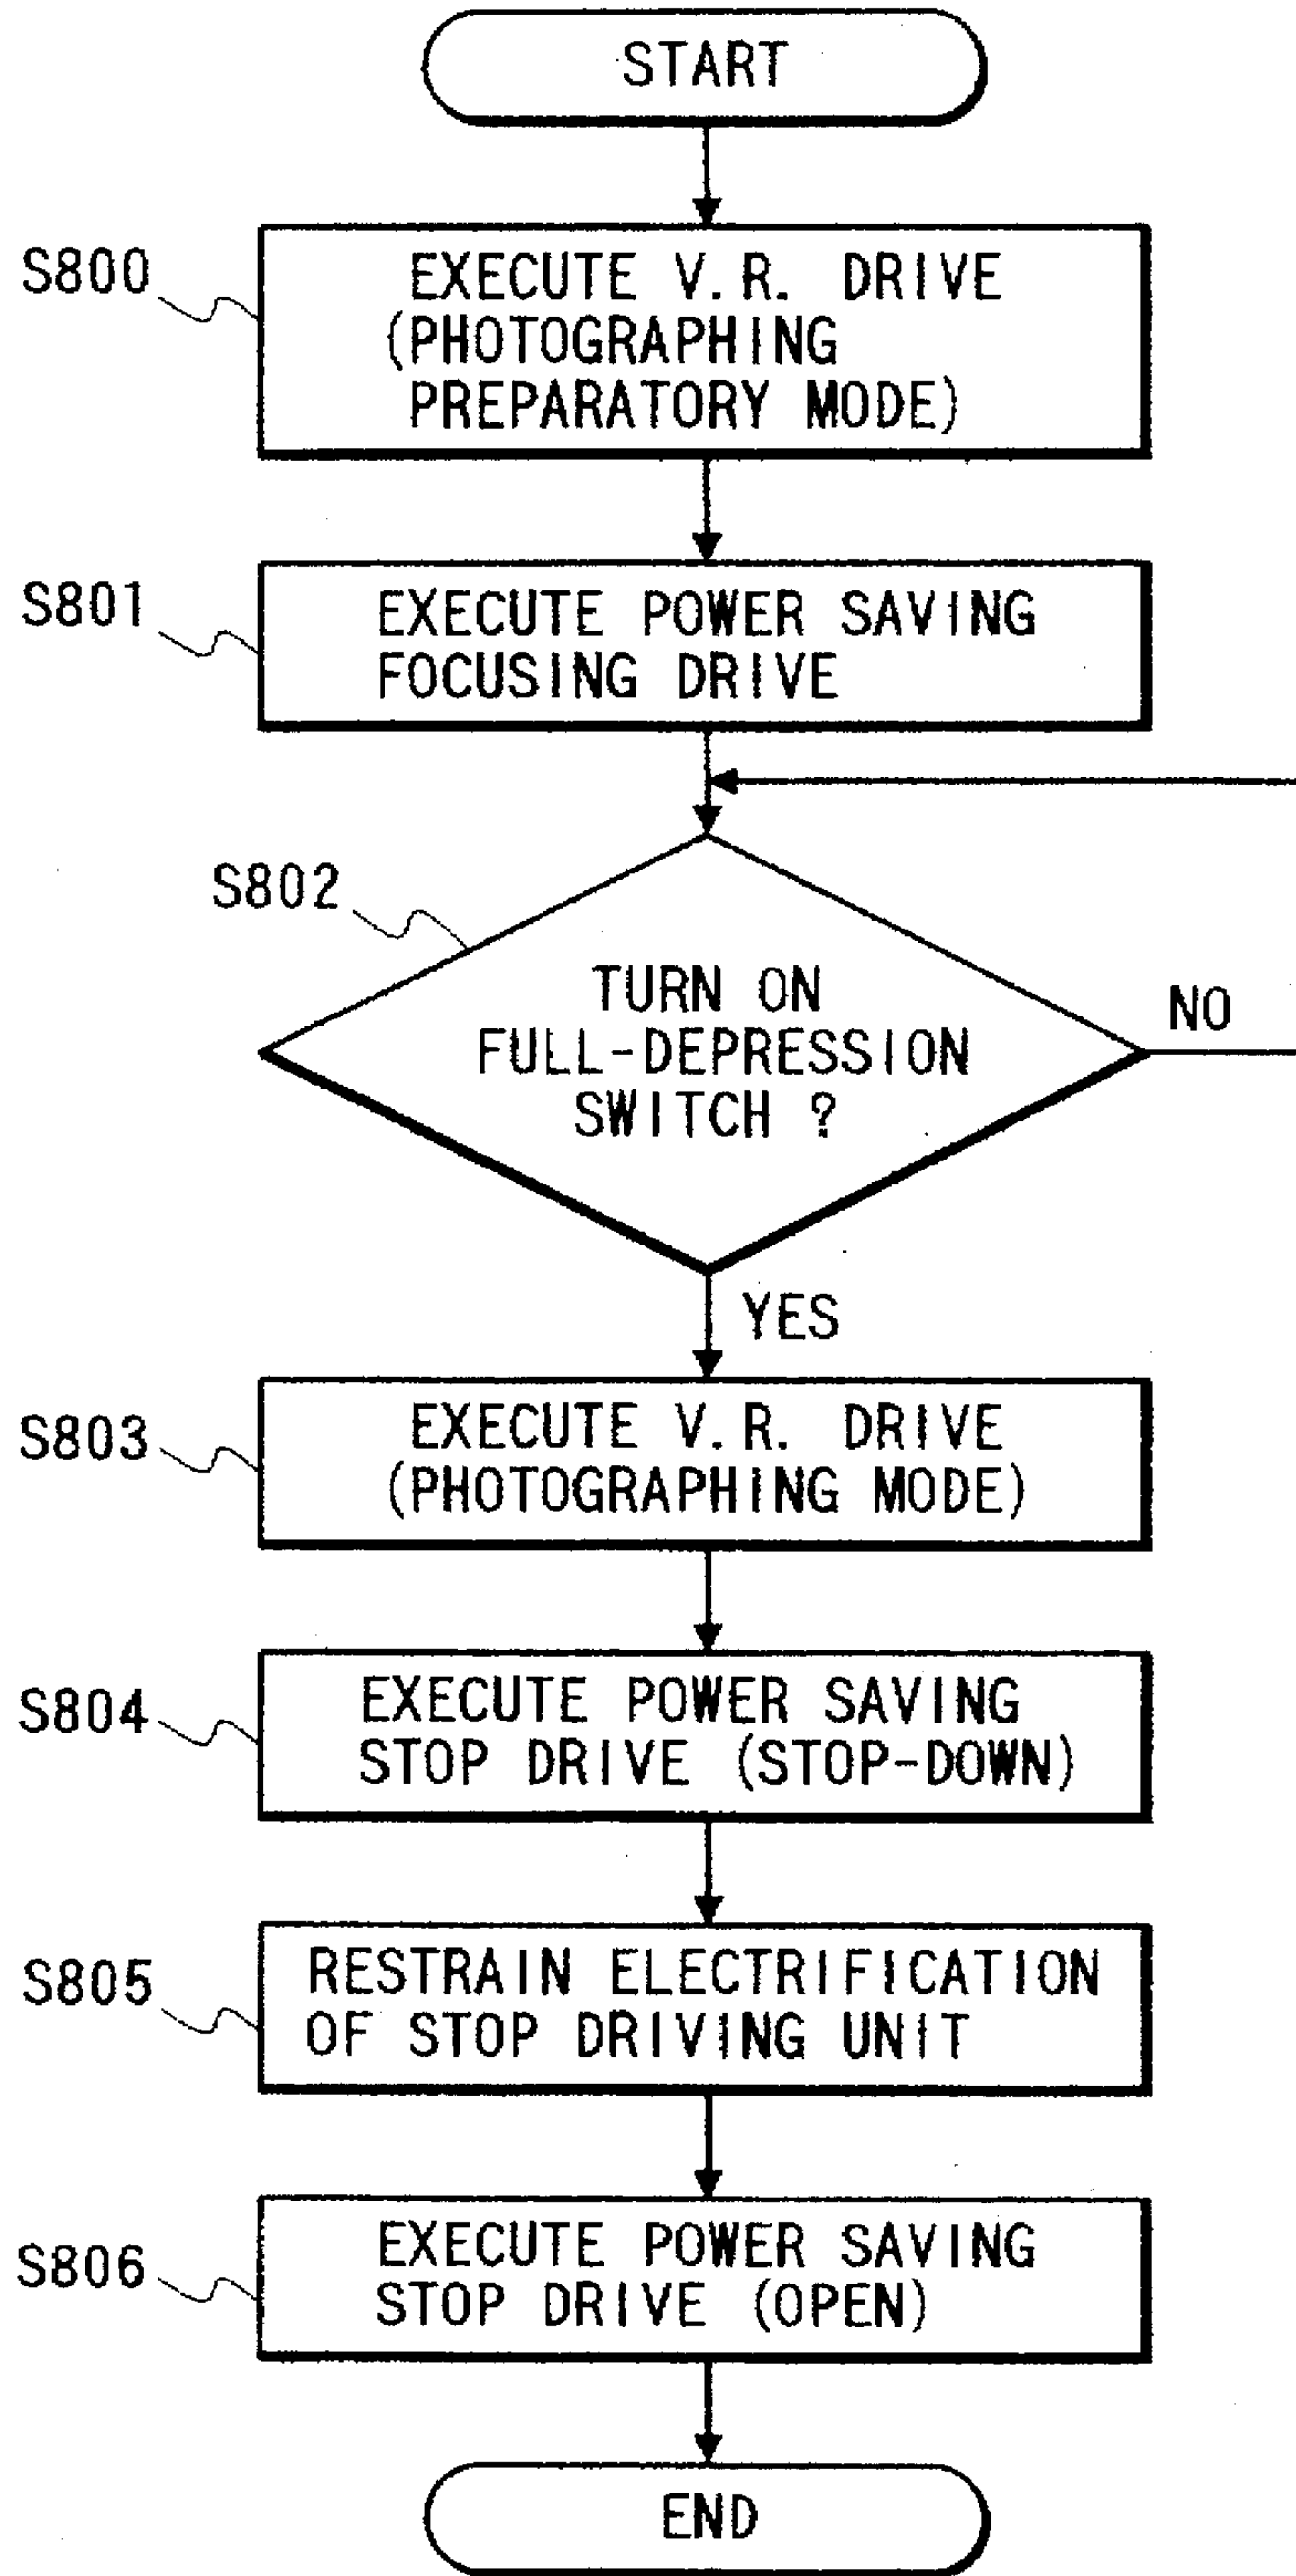 START
S800
EXECUTE V.R. DRIVE
(PHOTOGRAPHING
PREPARATORY MODE)
S801
EXECUTE POWER SAVING
FOCUSING DRIVE
S802
TURN ON
FULL-DEPRESSION
SWITCH ?
NO
YES
S803
EXECUTE V.R. DRIVE
(PHOTOGRAPHING MODE)
S804
EXECUTE POWER SAVING
STOP DRIVE (STOP-DOWN)
S805
RESTRAIN ELECTRIFICATION
OF STOP DRIVING UNIT
S806
EXECUTE POWER SAVING
STOP DRIVE (OPEN)
END